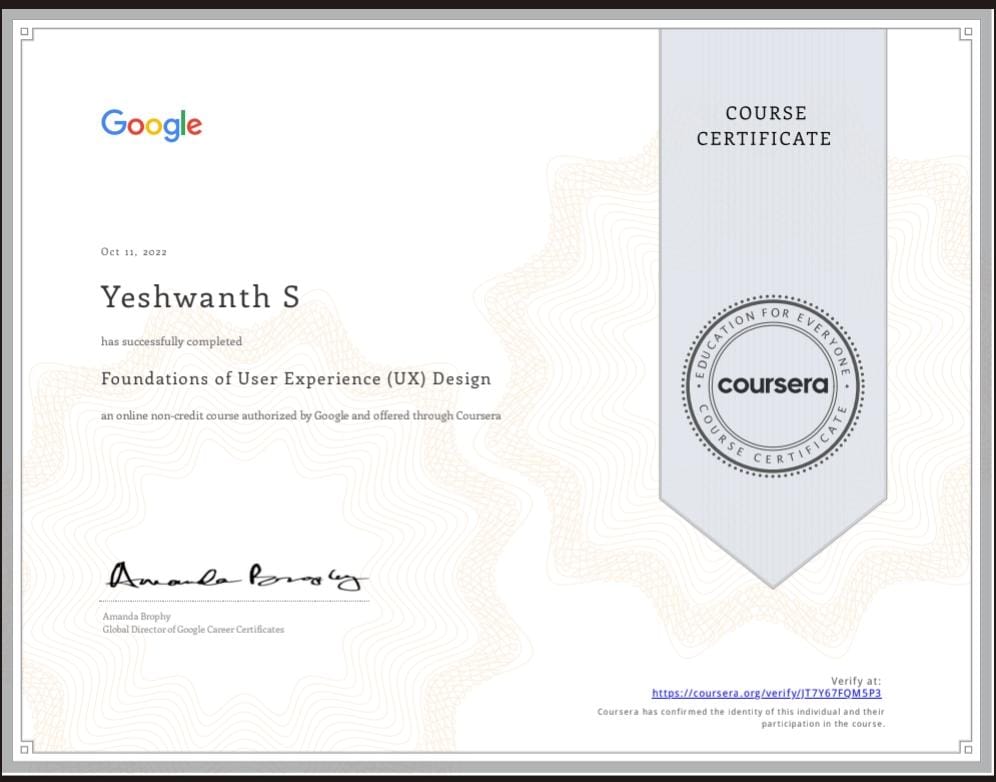 Google
COURSE
CERTIFICATE
Oct 11, 2022
Yeshwanth S
has successfully completed
Foundations of User Experience (UX) Design
an online non-credit course authorized by Google and offered through Coursera
EDUCATION FOR EVERYONE
coursera
COURSE CERTIFICATE
Amanda Brophy
Amanda Brophy
Global Director of Google Career Certificates
Verify at:
https://coursera.org/verify/JT7Y67FQM5P3
Coursera has confirmed the identity of this individual and their
participation in the course.